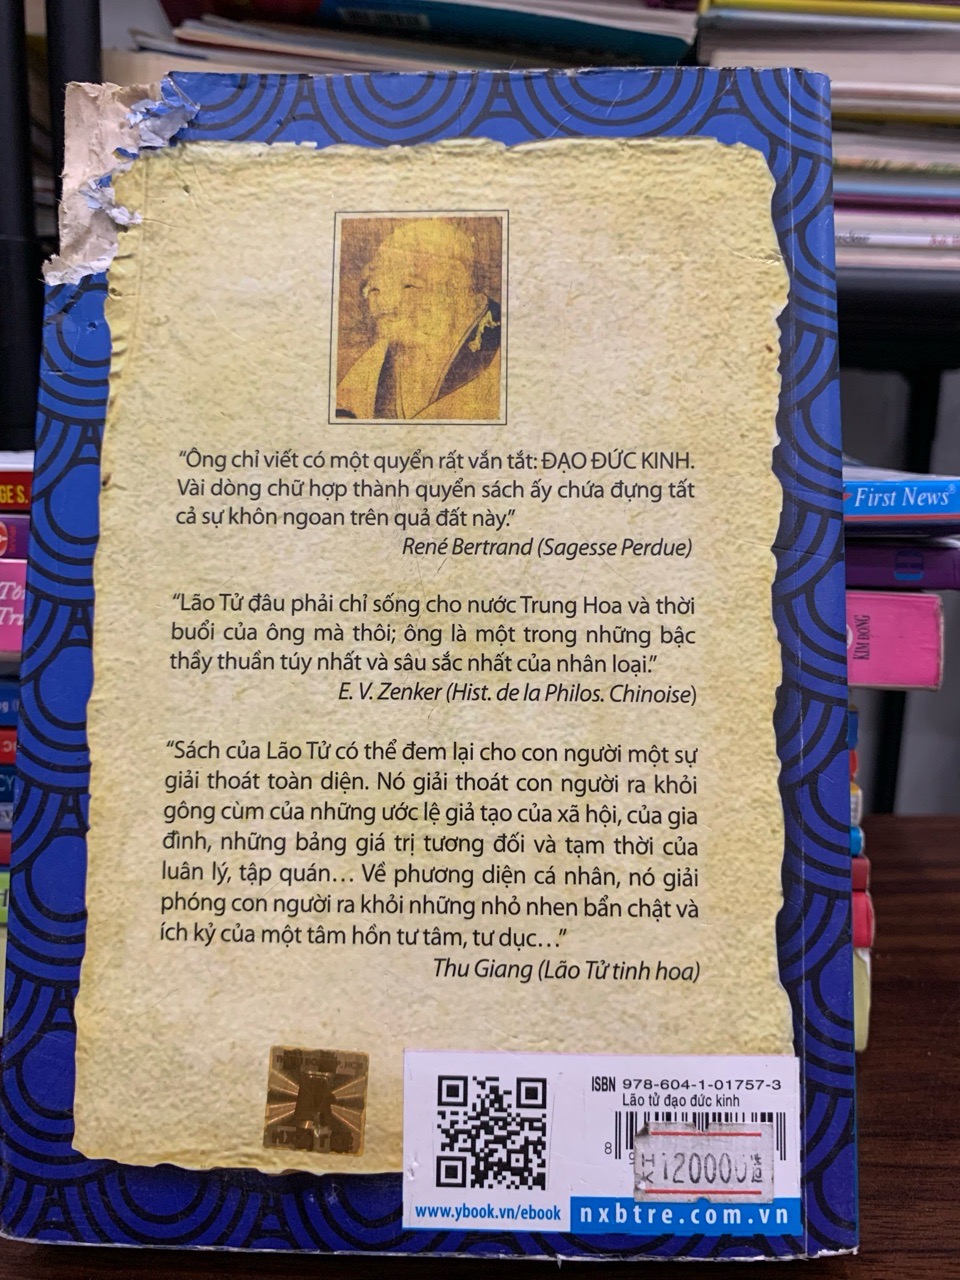 “Ông chỉ viết có một quyển rất vắn tắt: ĐẠO ĐỨC KINH.
Vài dòng chữ hợp thành quyển sách ấy chứa đựng tất
cả sự khôn ngoan trên quả đất này.”
René Bertrand (Sagesse Perdue)
“Lão Tử đâu phải chỉ sống cho nước Trung Hoa và thời
buổi của ông mà thôi; ông là một trong những bậc
thầy thuần túy nhất và sâu sắc nhất của nhân loại.”
E. V. Zenker (Hist. de la Philos. Chinoise)
“Sách của Lão Tử có thể đem lại cho con người một sự
giải thoát toàn diện. Nó giải thoát con người ra khỏi
gông cùm của những ước lệ giả tạo của xã hội, của gia
đình, những bảng giá trị tương đối và tạm thời của
luân lý, tập quán… Về phương diện cá nhân, nó giải
phóng con người ra khỏi những nhỏ nhen bẩn chật và
ích kỷ của một tâm hồn tư tâm, tư dục…”
Thu Giang (Lão Tử tinh hoa)
ISBN 978-604-1-01757-3
Lão tử đạo đức kinh
8
120000
www.ybook.vn/ebook
nxbtre.com.vn
First News
KIM ĐỒNG
GE S.